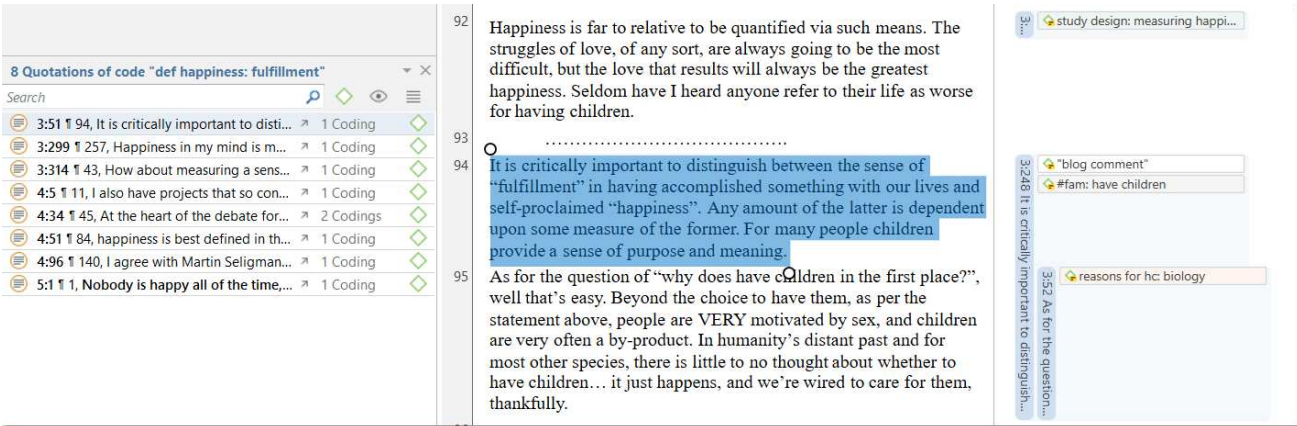 8 Quotations of code "def happiness: fulfillment"
Search
3:51 ¶ 94, It is critically important to disti... 1 Coding
3:299 ¶ 257, Happiness in my mind is m... 1 Coding
3:314 ¶ 43, How about measuring a sens... 1 Coding
4:5 ¶ 11, I also have projects that so con... 1 Coding
4:34 ¶ 45, At the heart of the debate for... 2 Codings
4:51 ¶ 84, happiness is best defined in th... 1 Coding
4:96 ¶ 140, I agree with Martin Seligman... 1 Coding
5:1 ¶ 1, Nobody is happy all of the time,... 1 Coding
92
Happiness is far to relative to be quantified via such means. The
struggles of love, of any sort, are always going to be the most
difficult, but the love that results will always be the greatest
happiness. Seldom have I heard anyone refer to their life as worse
for having children.
93
.......................................
94
It is critically important to distinguish between the sense of
“fulfillment” in having accomplished something with our lives and
self-proclaimed “happiness”. Any amount of the latter is dependent
upon some measure of the former. For many people children
provide a sense of purpose and meaning.
95
As for the question of “why does have children in the first place?”,
well that’s easy. Beyond the choice to have them, as per the
statement above, people are VERY motivated by sex, and children
are very often a by-product. In humanity’s distant past and for
most other species, there is little to no thought about whether to
have children… it just happens, and we’re wired to care for them,
thankfully.
3:...
study design: measuring happi...
3:248 It is critically important to distinguish...
"blog comment"
#fam: have children
3:52 As for the question...
reasons for hc: biology